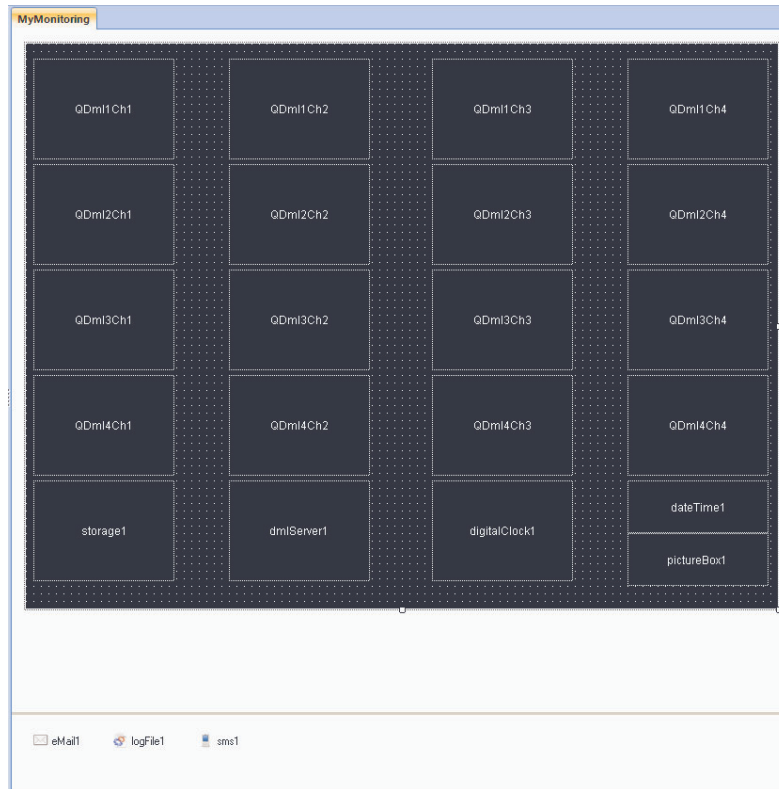 MyMonitoring
QDml1Ch1 QDml1Ch2 QDml1Ch3 QDml1Ch4
QDml2Ch1 QDml2Ch2 QDml2Ch3 QDml2Ch4
QDml3Ch1 QDml3Ch2 QDml3Ch3 QDml3Ch4
QDml4Ch1 QDml4Ch2 QDml4Ch3 QDml4Ch4
storage1 dmlServer1 digitalClock1 dateTime1
pictureBox1
eMail1 logFile1 sms1